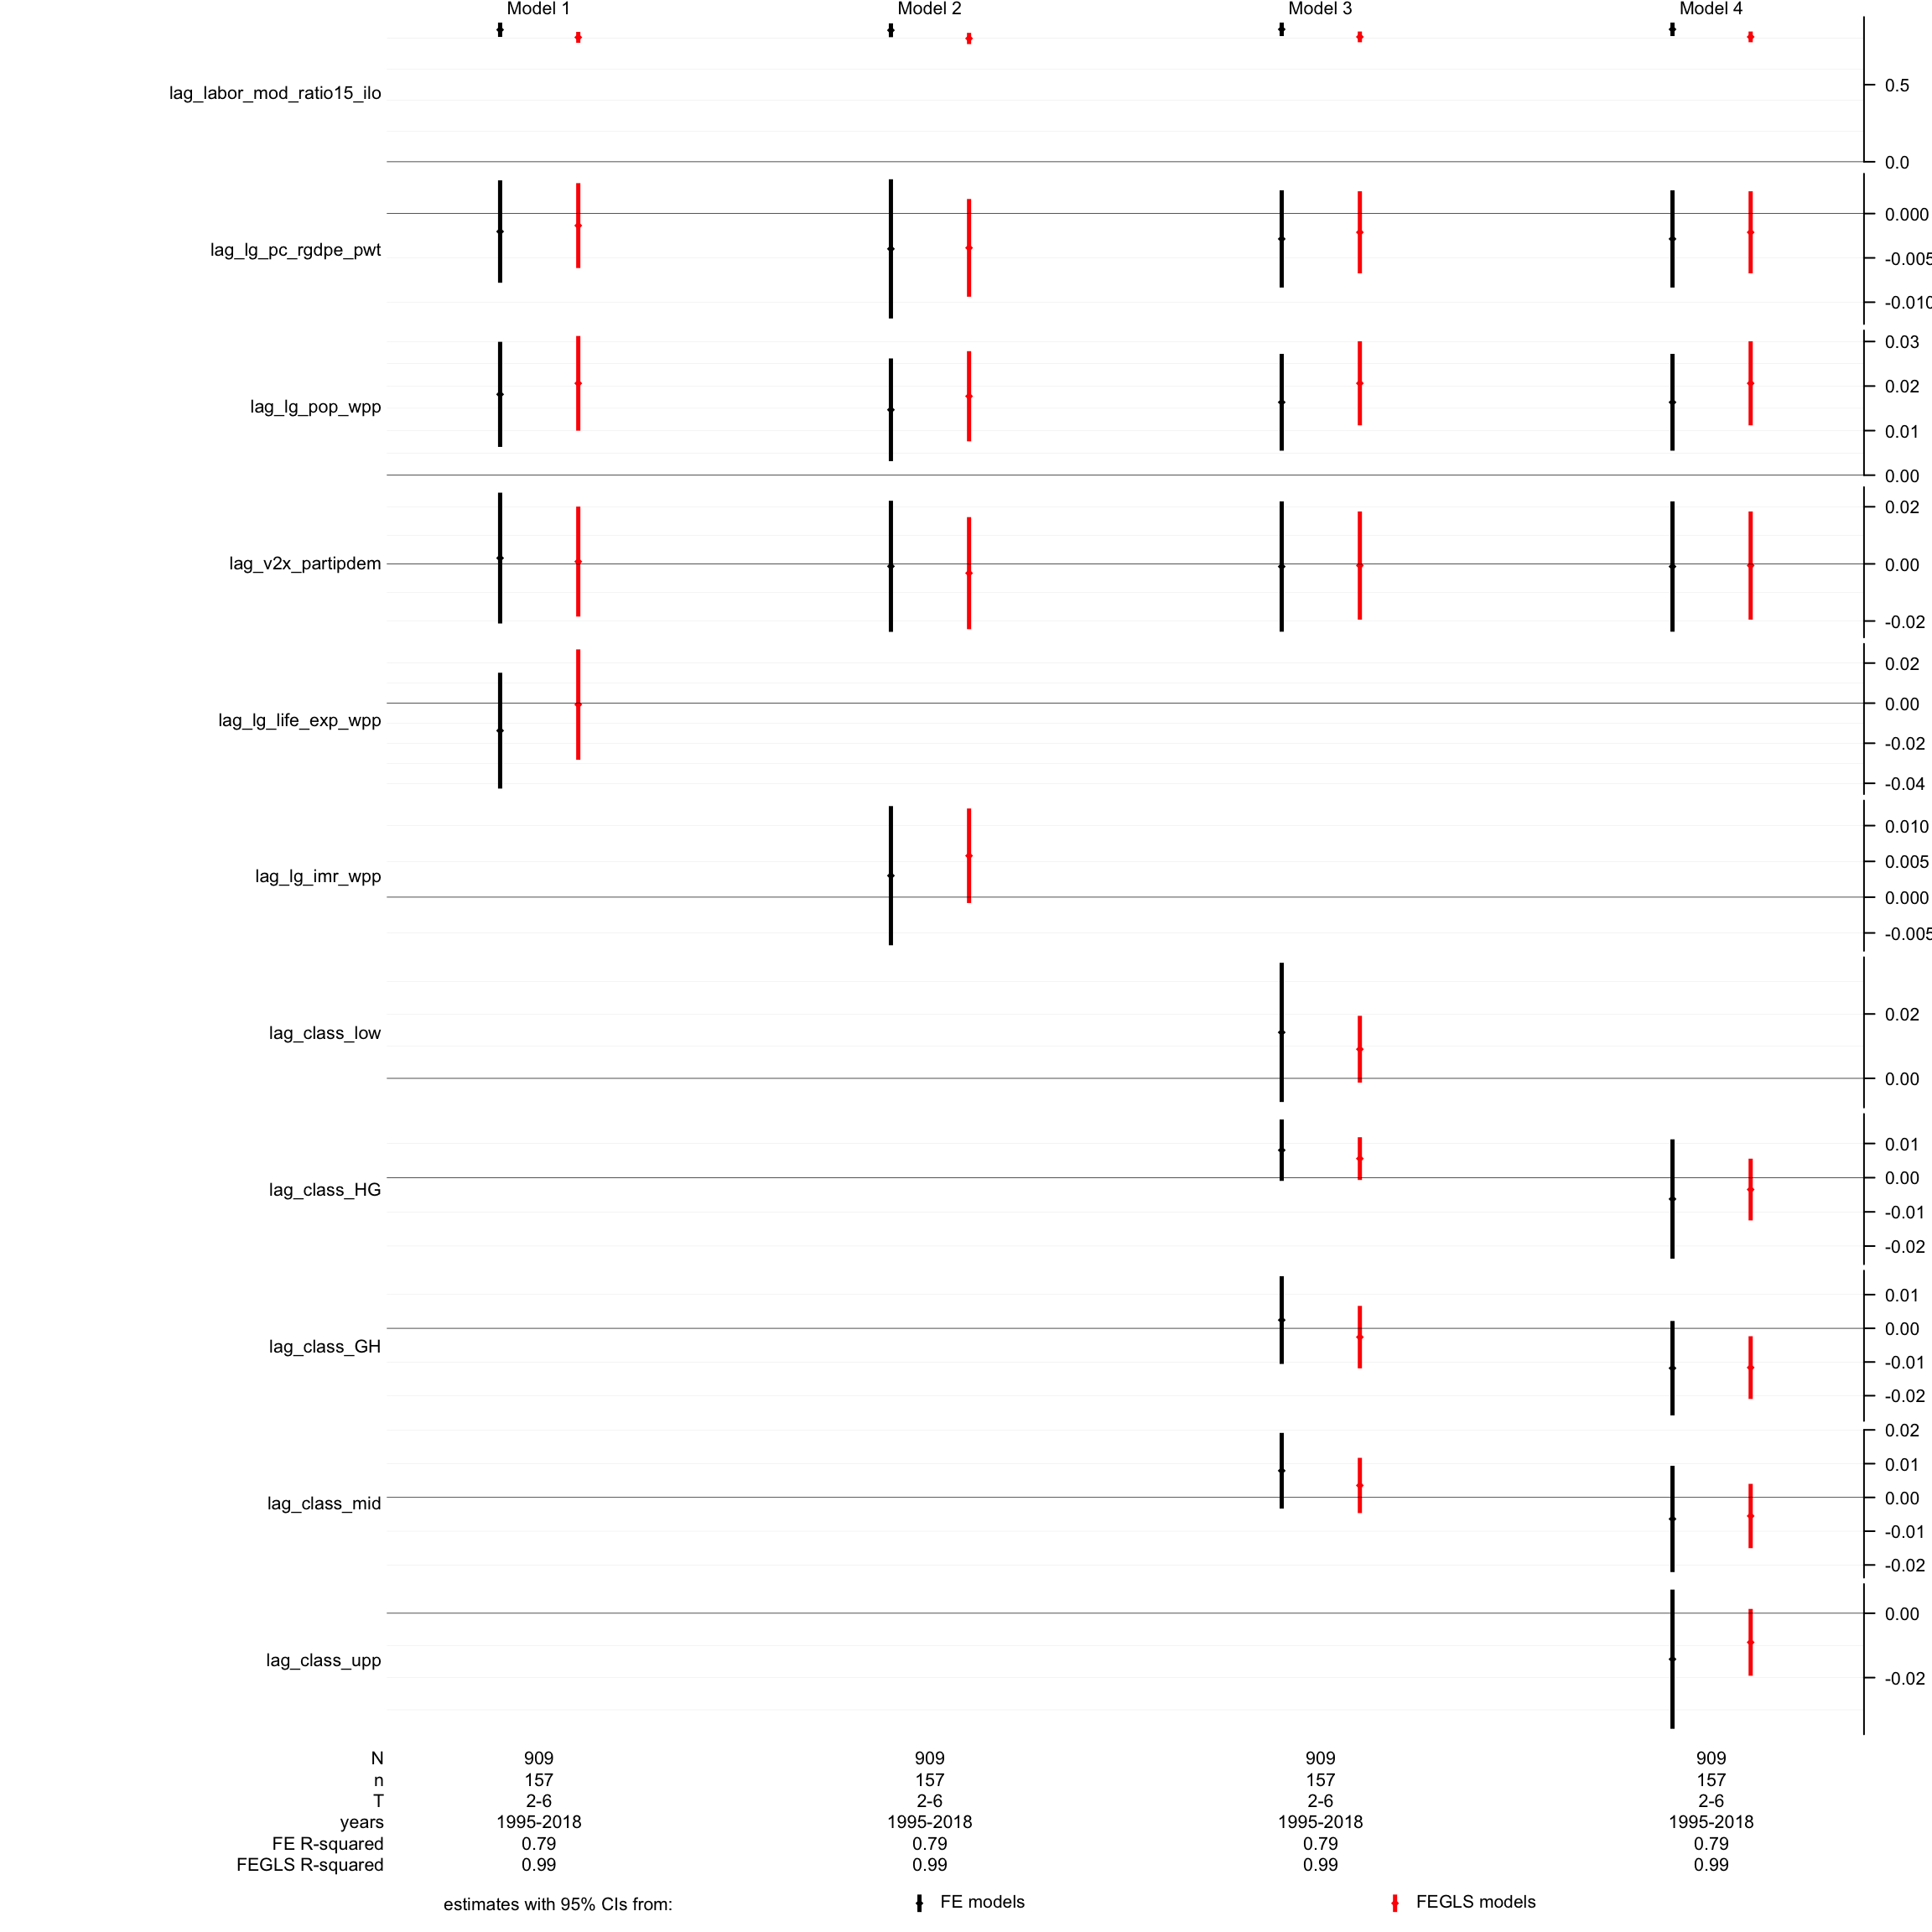 Model 1 Model 2 Model 3 Model 4
lag_labor_mod_ratio15_ilo
0.5
0.0
lag_lg_pc_rgdpe_pwt
0.000
-0.005
-0.010
lag_lg_pop_wpp
0.03
0.02
0.01
0.00
lag_v2x_partipdem
0.02
0.00
-0.02
lag_lg_life_exp_wpp
0.02
0.00
-0.02
-0.04
lag_lg_imr_wpp
0.010
0.005
0.000
-0.005
lag_class_low
0.02
0.00
lag_class_HG
0.01
0.00
-0.01
-0.02
lag_class_GH
0.01
0.00
-0.01
-0.02
lag_class_mid
0.02
0.01
0.00
-0.01
-0.02
lag_class_upp
0.00
-0.02
N 909 909 909 909
n 157 157 157 157
T 2-6 2-6 2-6 2-6
years 1995-2018 1995-2018 1995-2018 1995-2018
FE R-squared 0.79 0.79 0.79 0.79
FEGLS R-squared 0.99 0.99 0.99 0.99
estimates with 95% CIs from: FE models FEGLS models